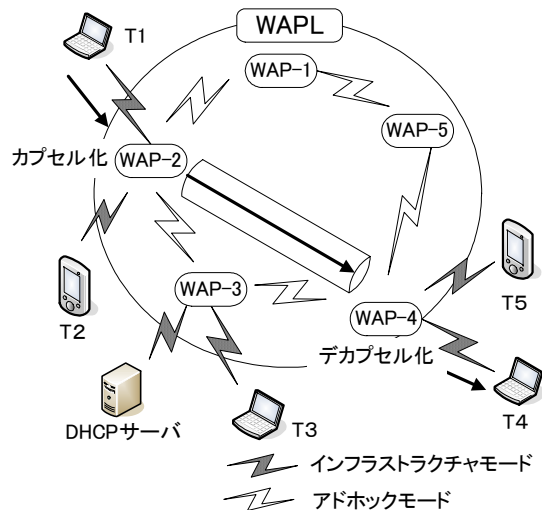 T1
WAPL
WAP-1
WAP-5
カプセル化
WAP-2
T2
WAP-3
WAP-4
デカプセル化
T5
T4
DHCPサーバ
T3
インフラストラクチャモード
アドホックモード